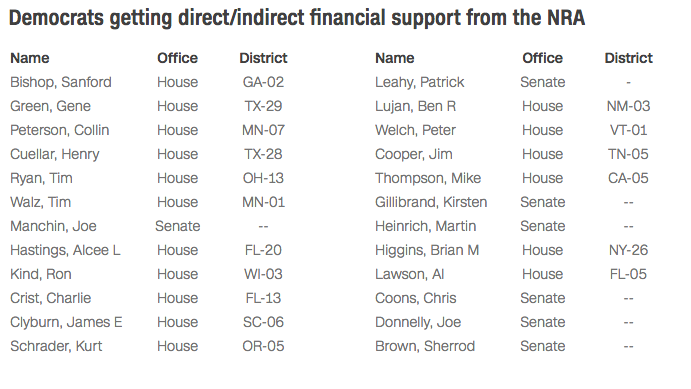 Democrats getting direct/indirect financial support from the NRA
Name Office District Name Office District
Bishop, Sanford House GA-02 Leahy, Patrick Senate -
Green, Gene House TX-29 Lujan, Ben R House NM-03
Peterson, Collin House MN-07 Welch, Peter House VT-01
Cuellar, Henry House TX-28 Cooper, Jim House TN-05
Ryan, Tim House OH-13 Thompson, Mike House CA-05
Walz, Tim House MN-01 Gillibrand, Kirsten Senate --
Manchin, Joe Senate -- Heinrich, Martin Senate --
Hastings, Alcee L House FL-20 Higgins, Brian M House NY-26
Kind, Ron House WI-03 Lawson, Al House FL-05
Crist, Charlie House FL-13 Coons, Chris Senate --
Clyburn, James E House SC-06 Donnelly, Joe Senate --
Schrader, Kurt House OR-05 Brown, Sherrod Senate --